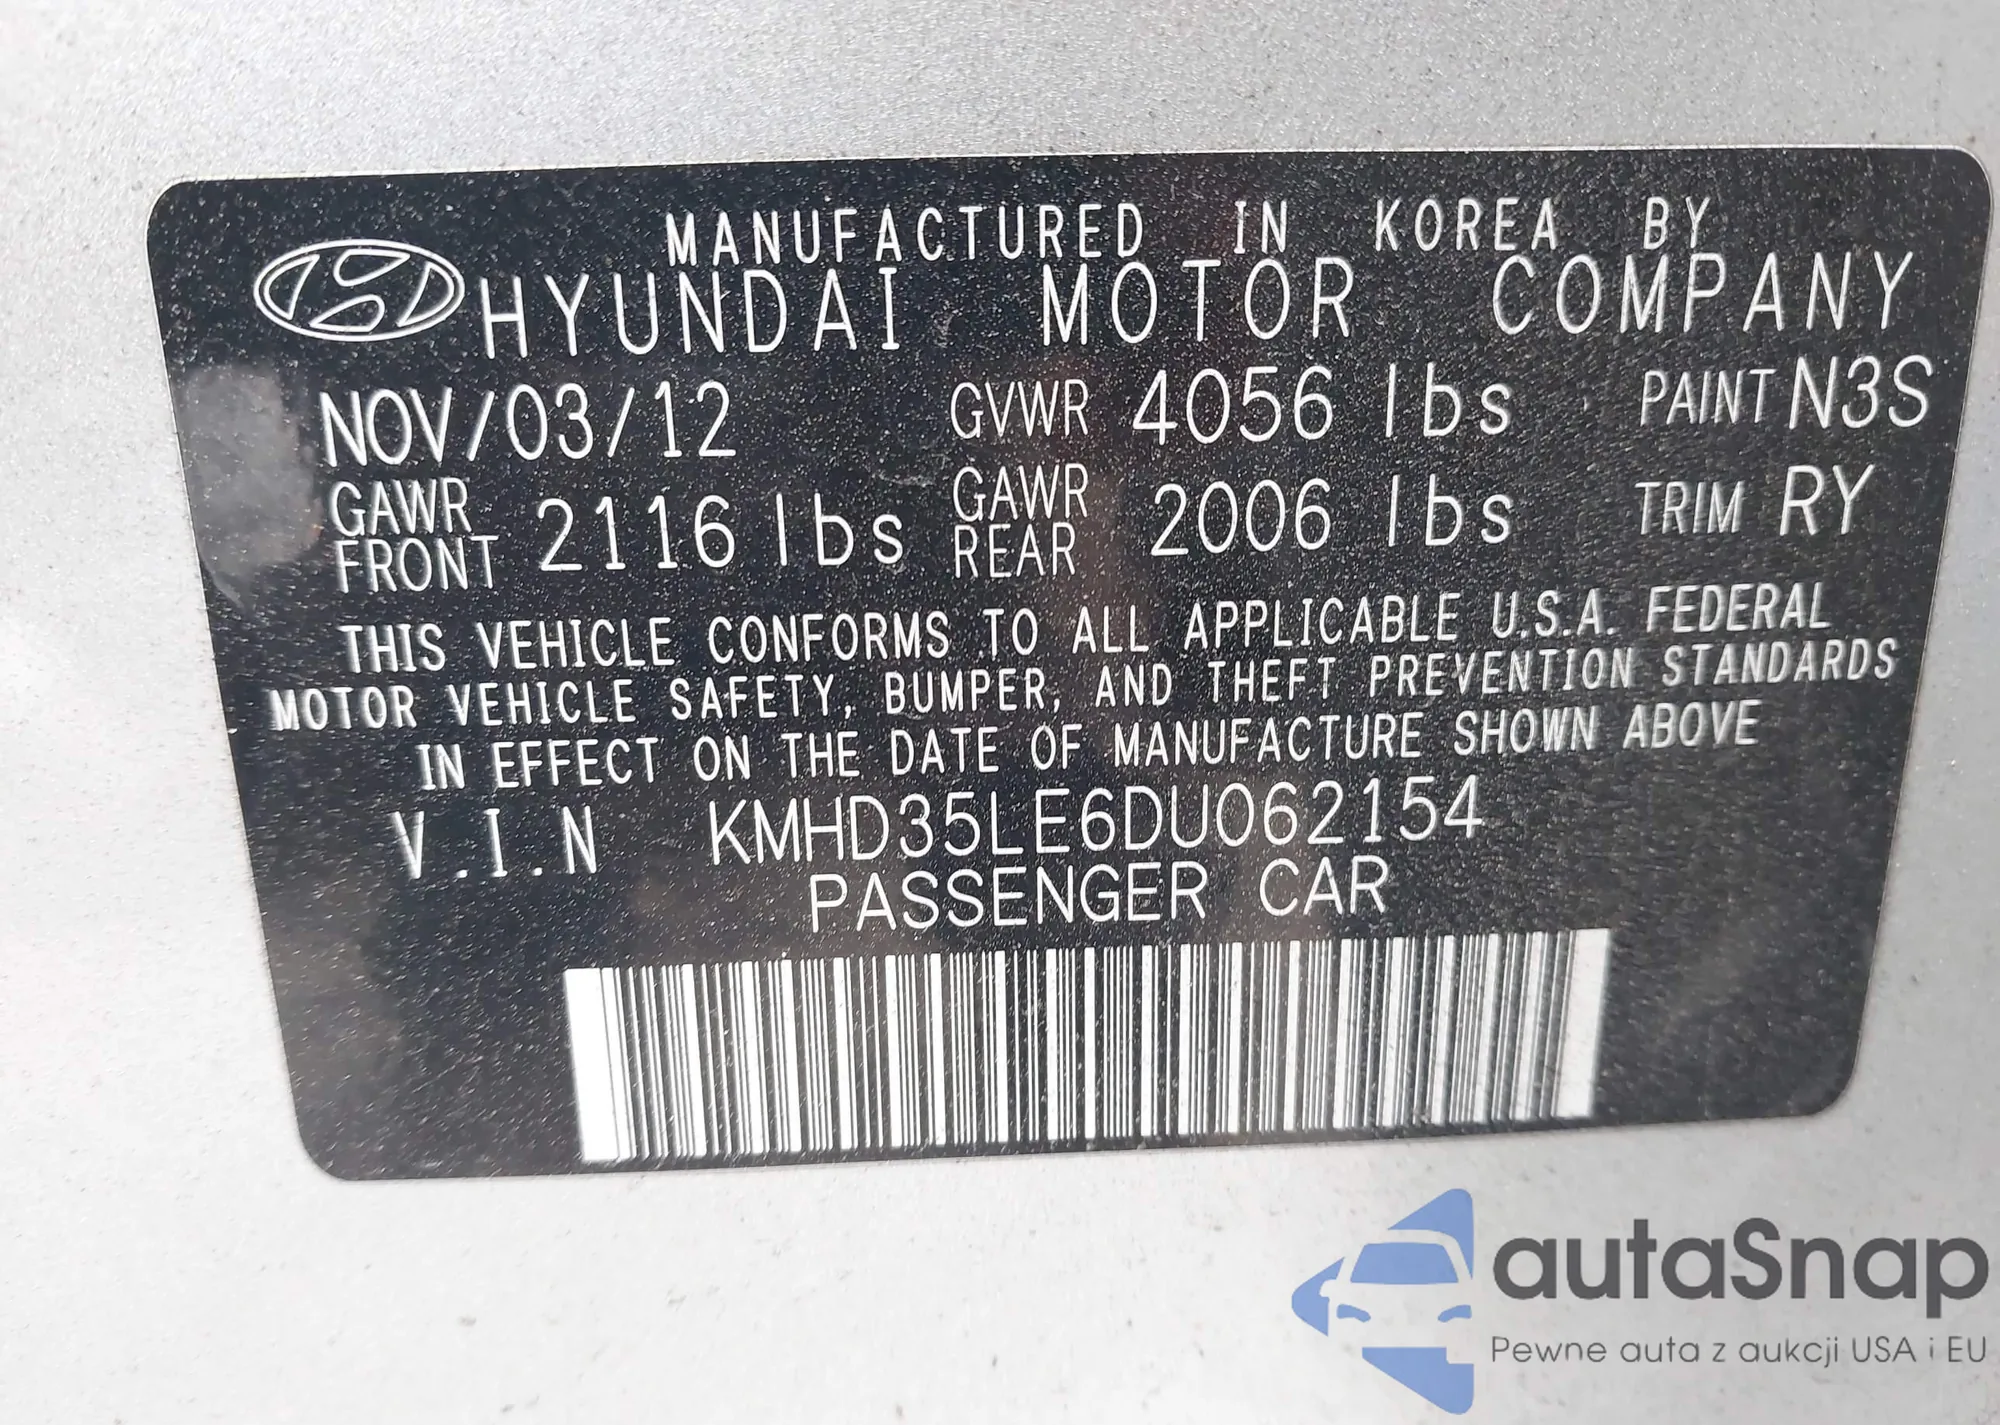 MANUFACTURED IN KOREA BY
HYUNDAI MOTOR COMPANY
NOV/03/12 GVWR 4056 lbs PAINT N3S
GAWR FRONT 2116 lbs GAWR REAR 2006 lbs TRIM RY
THIS VEHICLE CONFORMS TO ALL APPLICABLE U.S.A. FEDERAL
MOTOR VEHICLE SAFETY, BUMPER, AND THEFT PREVENTION STANDARDS
IN EFFECT ON THE DATE OF MANUFACTURE SHOWN ABOVE
V.I.N KMHD35LE6DU062154
PASSENGER CAR
autaSnap
Pewne auta z aukcji USA i EU